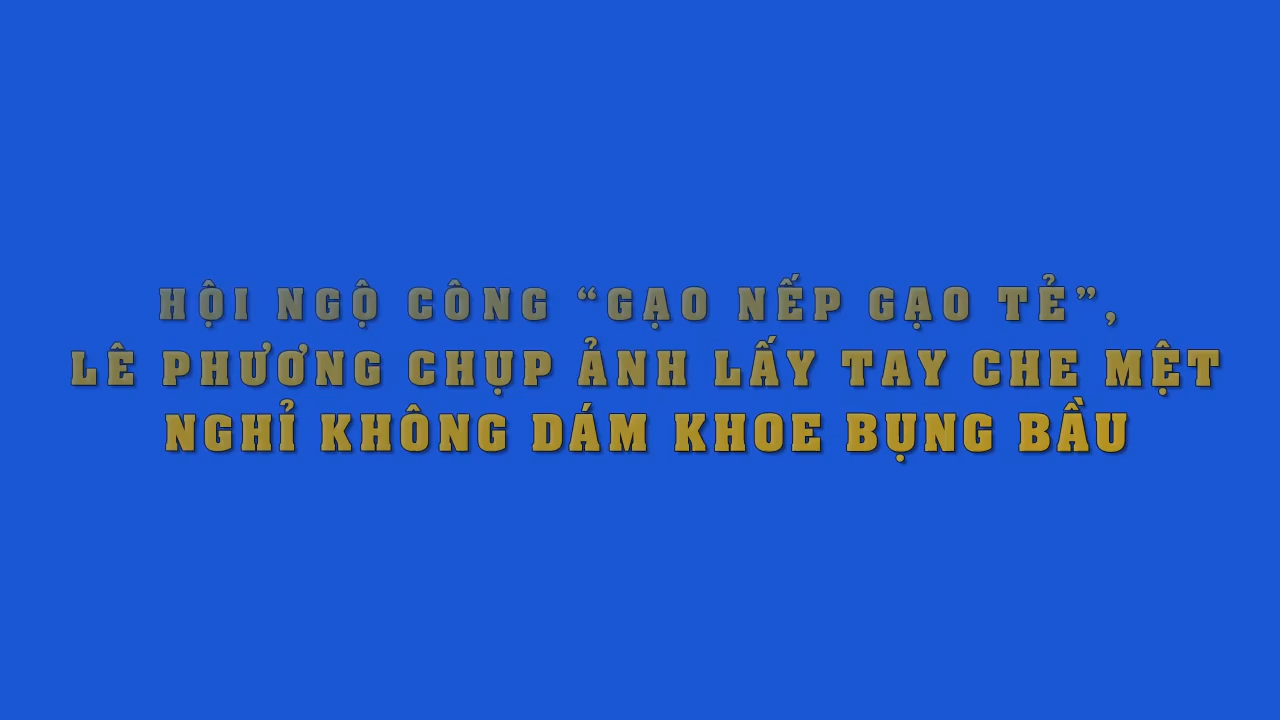 HỘI NGỘ CÔNG “GẠO NẾP GẠO TẺ”,
LÊ PHƯƠNG CHỤP ẢNH LẤY TAY CHE MỆT
NGHỈ KHÔNG DÁM KHOE BỤNG BẦU